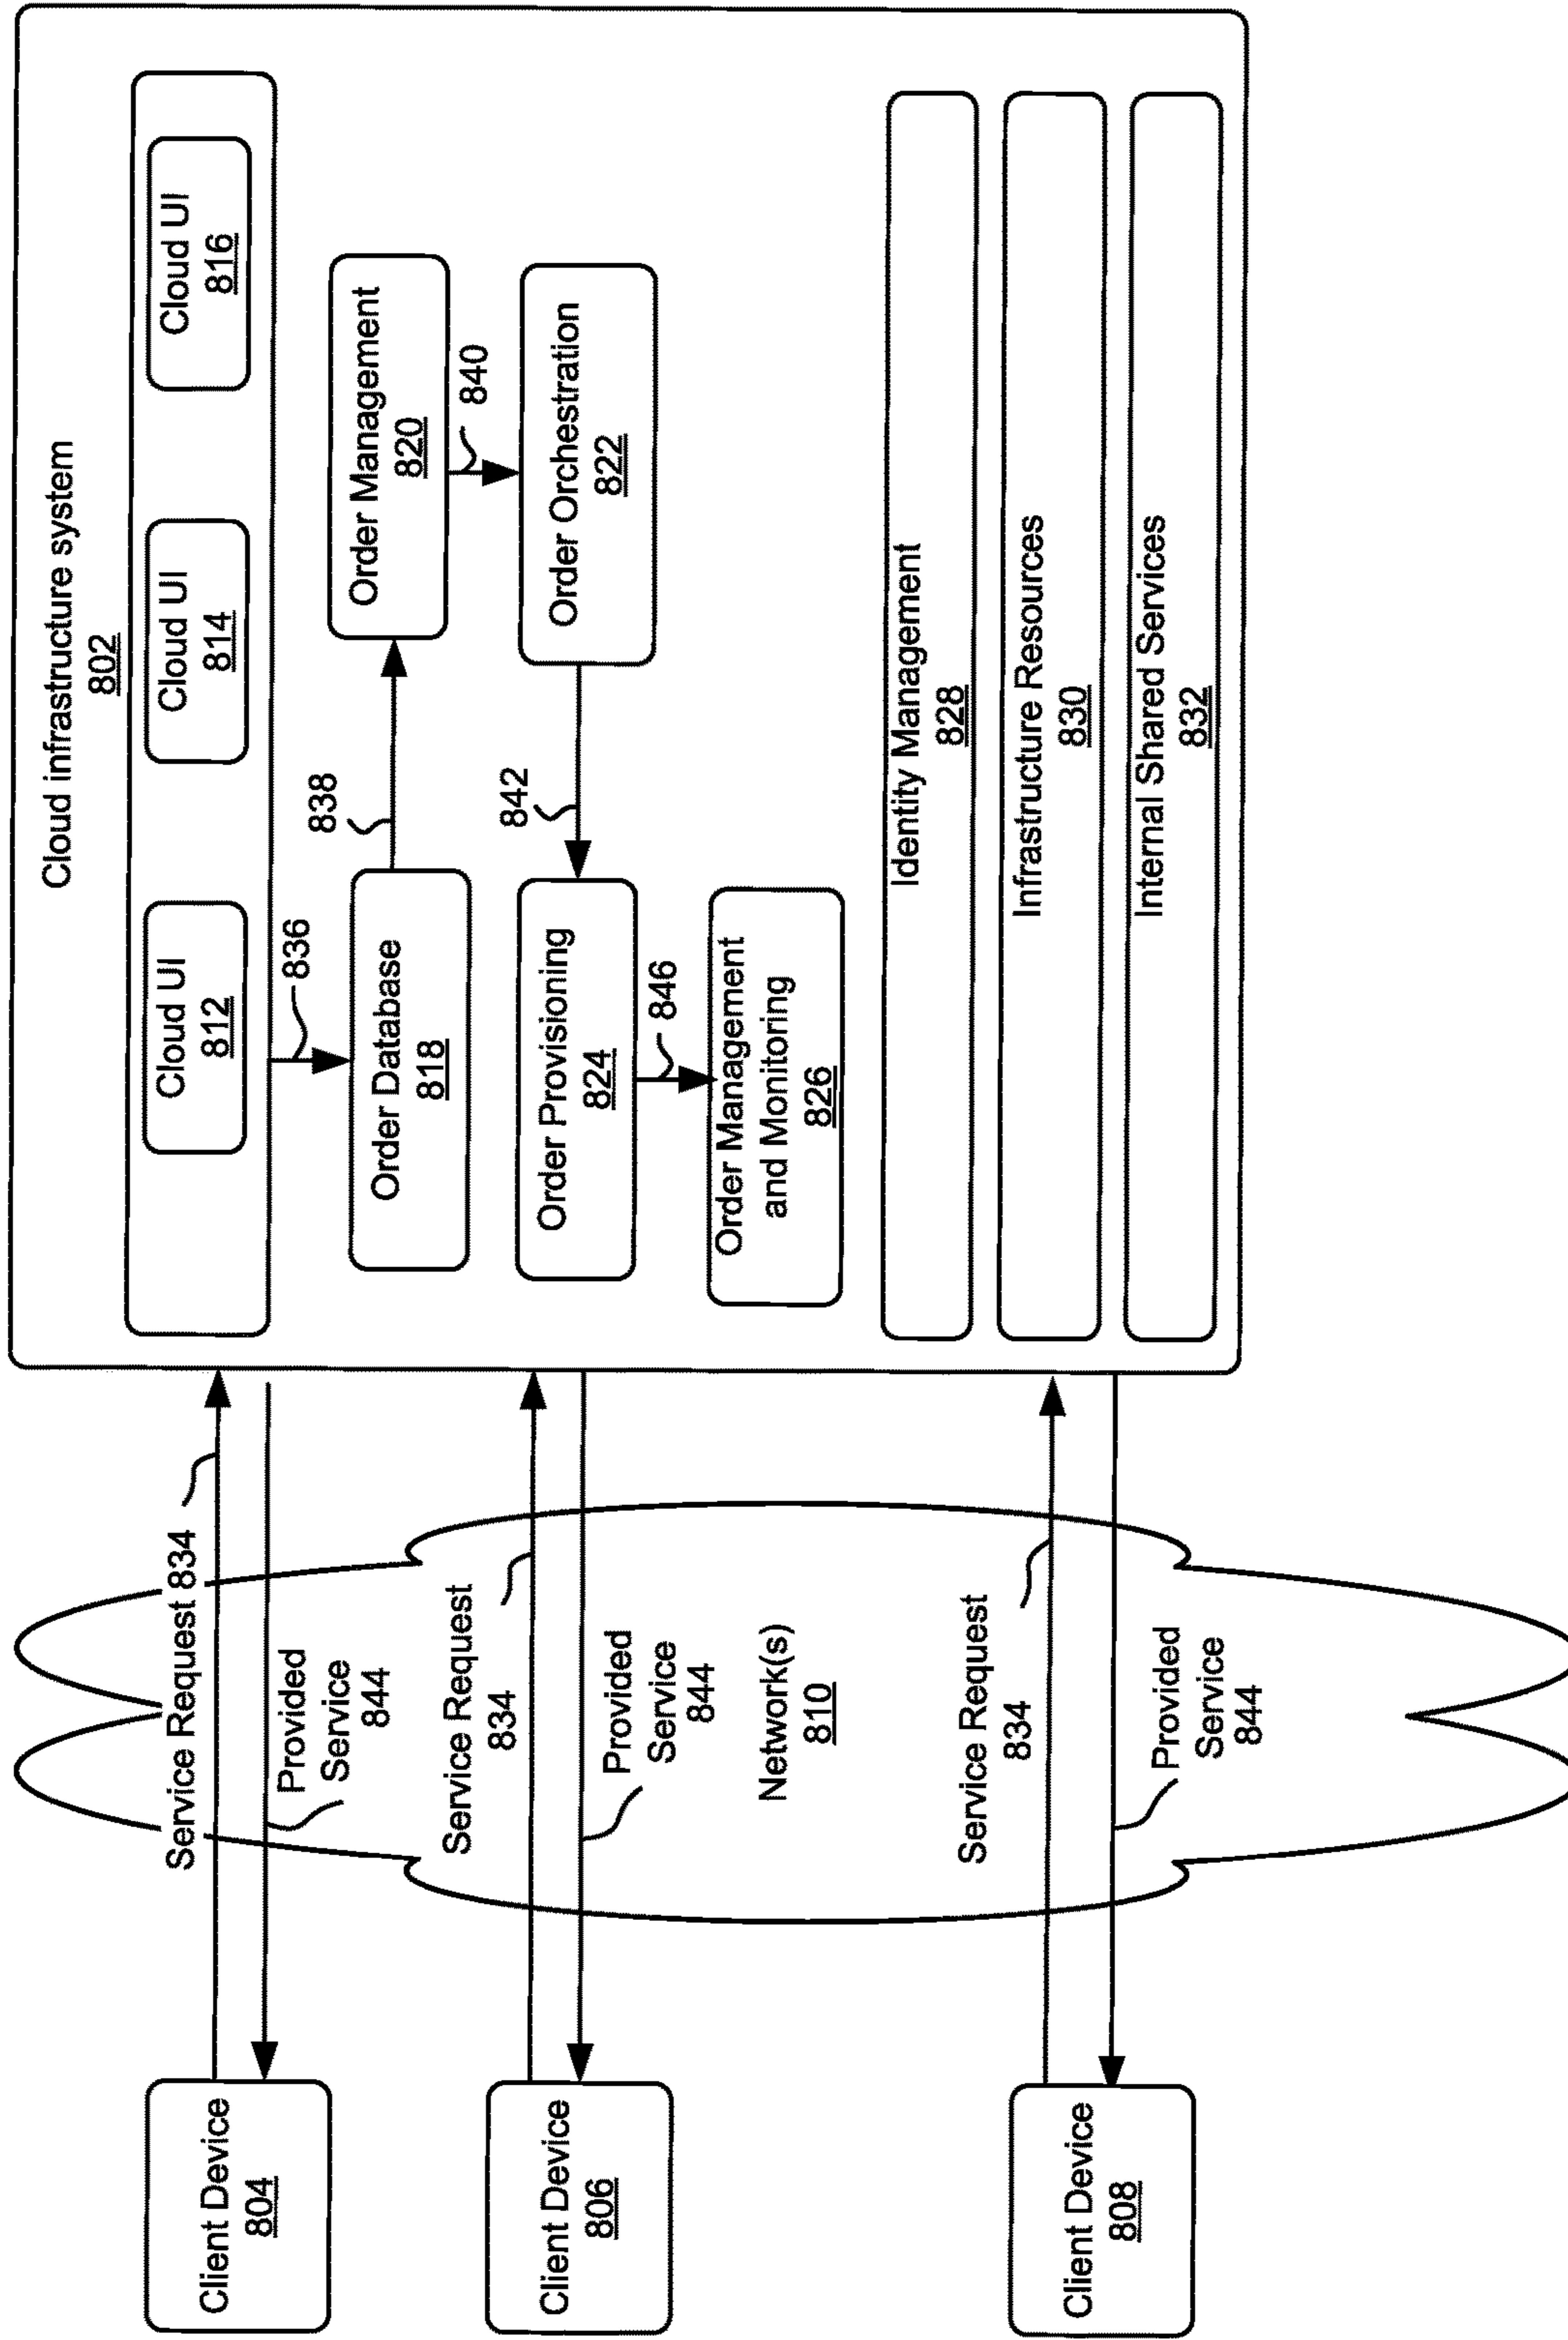 Cloud infrastructure system
802
Cloud UI
812
Cloud UI
814
Cloud UI
816
836
Order Database
818
838
Order Management
820
840
Order Orchestration
822
842
Order Provisioning
824
846
Order Management
and Monitoring
826
Identity Management
828
Infrastructure Resources
830
Internal Shared Services
832
Service Request 834
Provided
Service
844
Service Request
834
Provided
Service
844
Network(s)
810
Service Request
834
Provided
Service
844
Client Device
804
Client Device
806
Client Device
808